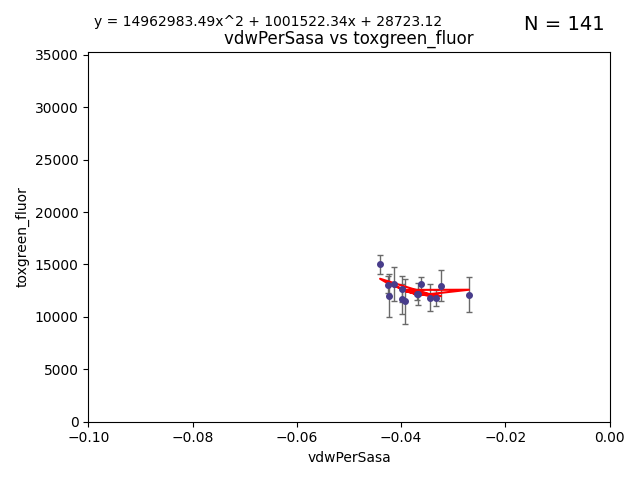 y = 14962983.49x^2 + 1001522.34x + 28723.12
N = 141
vdwPerSasa vs toxgreen_fluor
35000
30000
25000
20000
15000
10000
5000
0
toxgreen_fluor
−0.10
−0.08
−0.06
−0.04
−0.02
0.00
vdwPerSasa